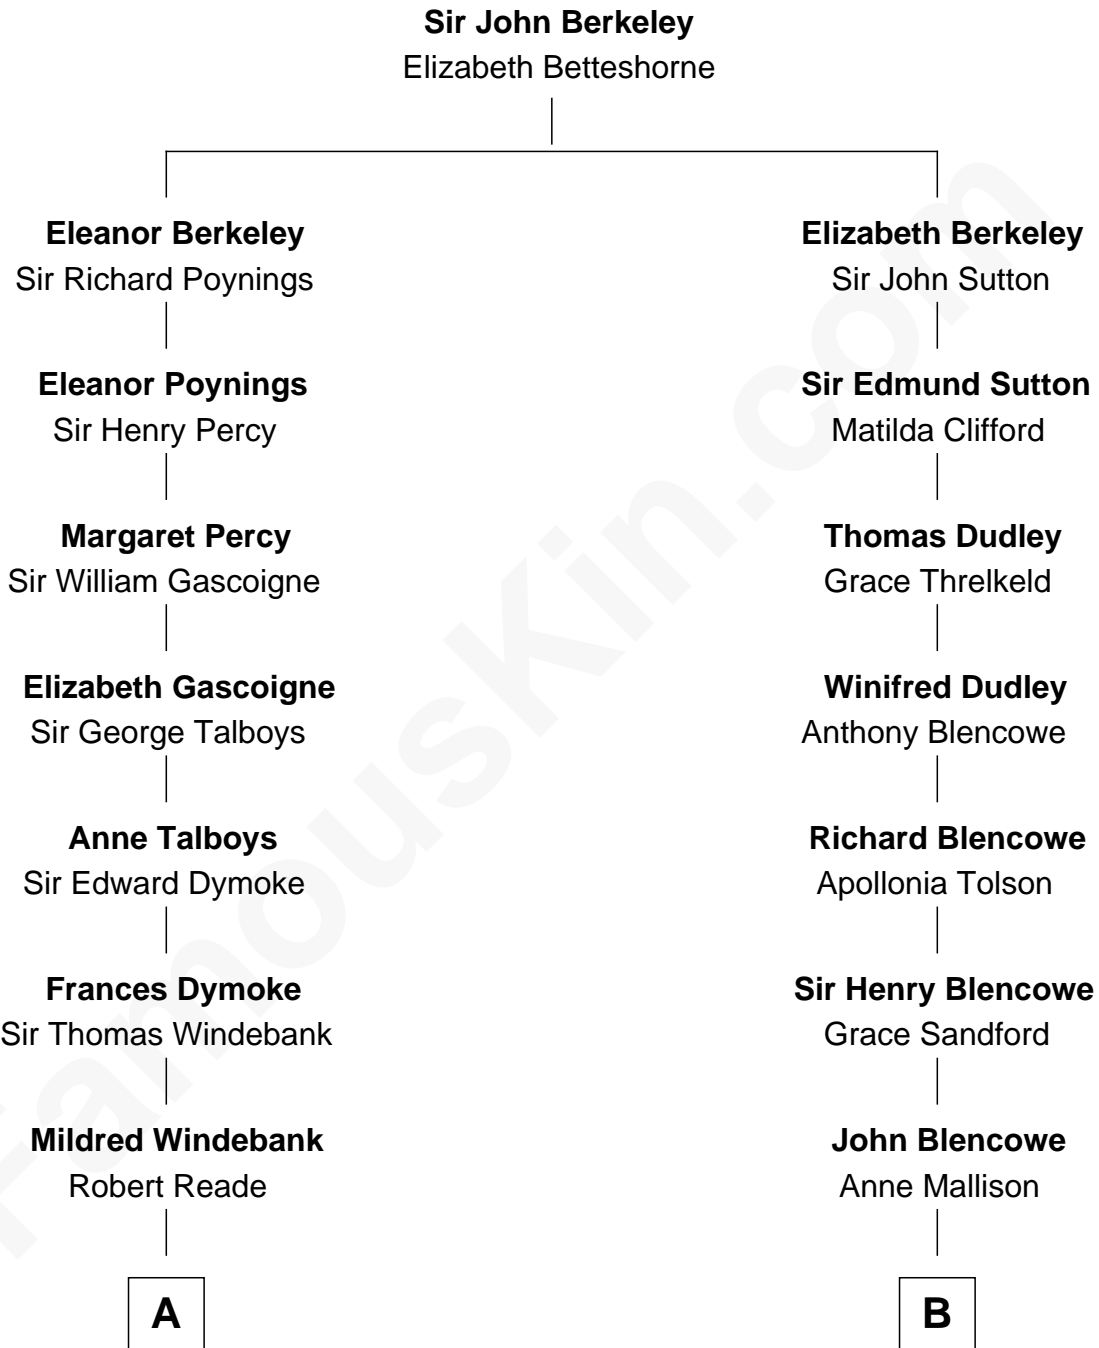 Sir John Berkeley
Elizabeth Betteshorne
Eleanor Berkeley
Sir Richard Poynings
Elizabeth Berkeley
Sir John Sutton
Eleanor Poynings
Sir Henry Percy
Sir Edmund Sutton
Matilda Clifford
Margaret Percy
Sir William Gascoigne
Thomas Dudley
Grace Threlkeld
Elizabeth Gascoigne
Sir George Talboys
Winifred Dudley
Anthony Blencowe
Anne Talboys
Sir Edward Dymoke
Richard Blencowe
Apollonia Tolson
Frances Dymoke
Sir Thomas Windebank
Sir Henry Blencowe
Grace Sandford
Mildred Windebank
Robert Reade
John Blencowe
Anne Mallison
A
B
FamousKin.com